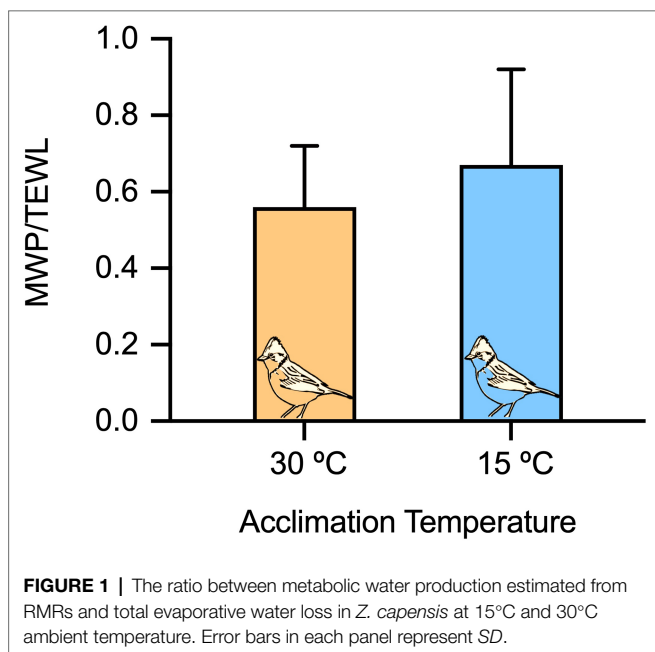 1.0
0.8
0.6
0.4
0.2
0.0
MWP/TEWL
30 ºC
15 ºC
Acclimation Temperature
FIGURE 1 | The ratio between metabolic water production estimated from
RMRs and total evaporative water loss in Z. capensis at 15°C and 30°C
ambient temperature. Error bars in each panel represent SD.